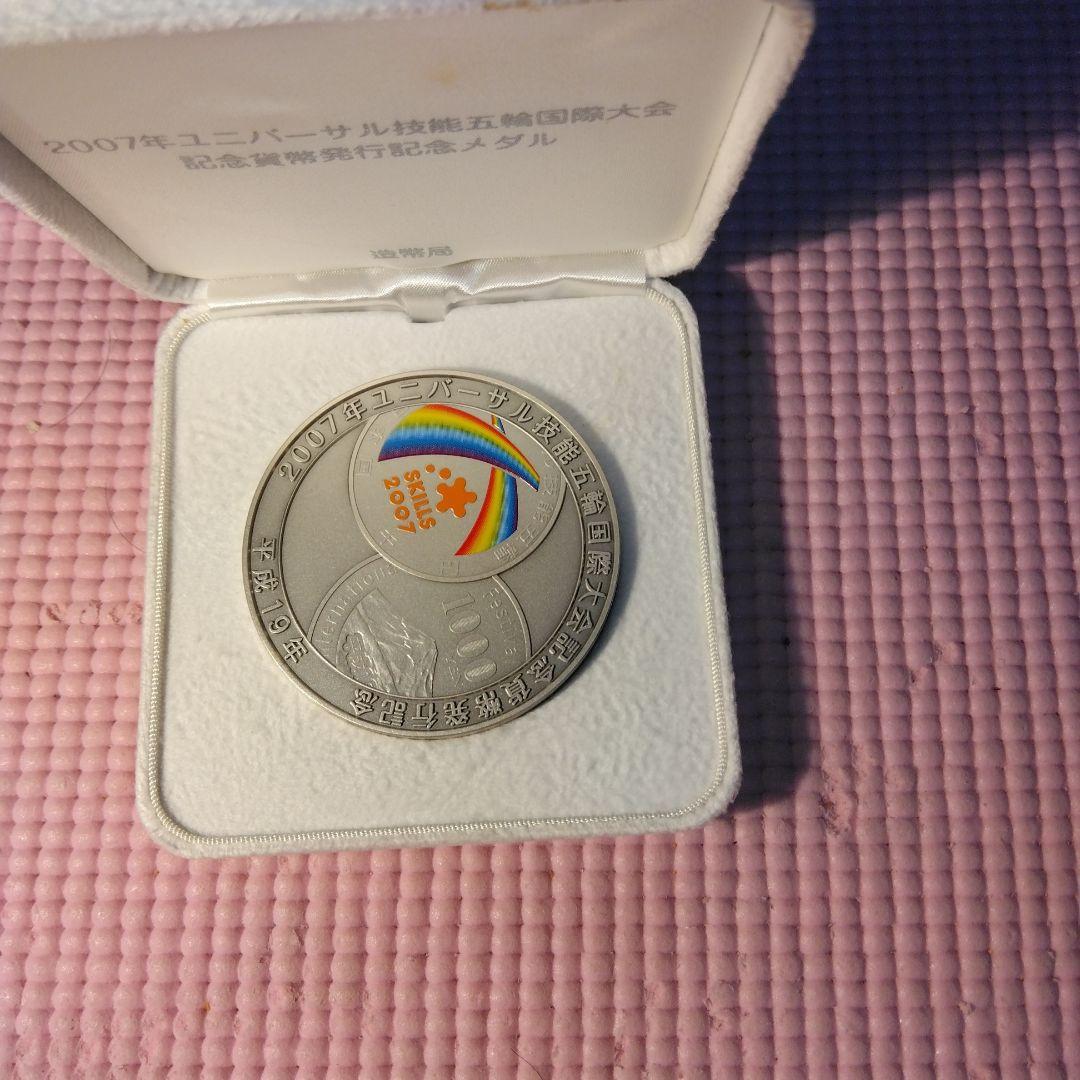 2007年ユニバーサル技能五輪国際大会
記念貨幣発行記念メダル
造幣局
2007年ユニバーサル技能五輪国際大会記念貨幣発行記念
平成19年
SKILLS
2007
International
1000